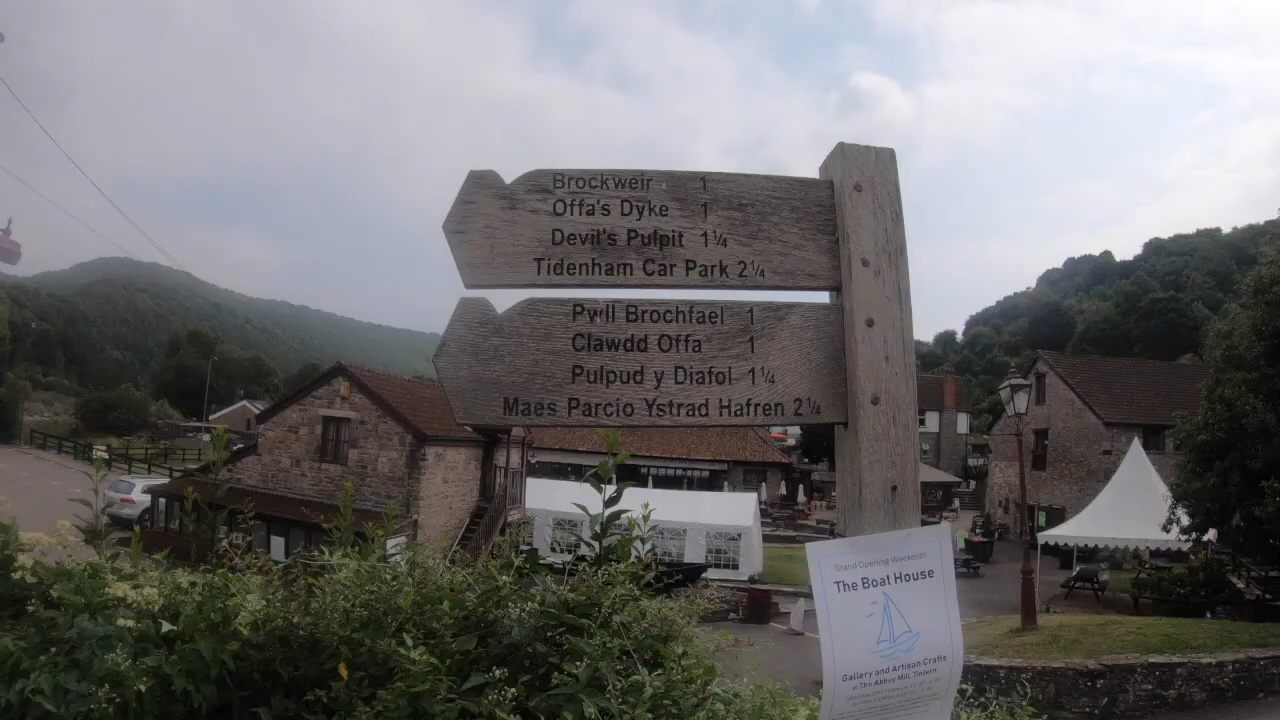 Brockweir 1
Offa's Dyke 1
Devil's Pulpit 1¼
Tidenham Car Park 2¼
Pwll Brochfael 1
Clawdd Offa 1
Pulpud y Diafol 1¼
Maes Parcio Ystrad Hafren 2¼
Grand Opening Weekend!
The Boat House
Gallery and Artisan Crafts
at The Abbey Mill, Tintern